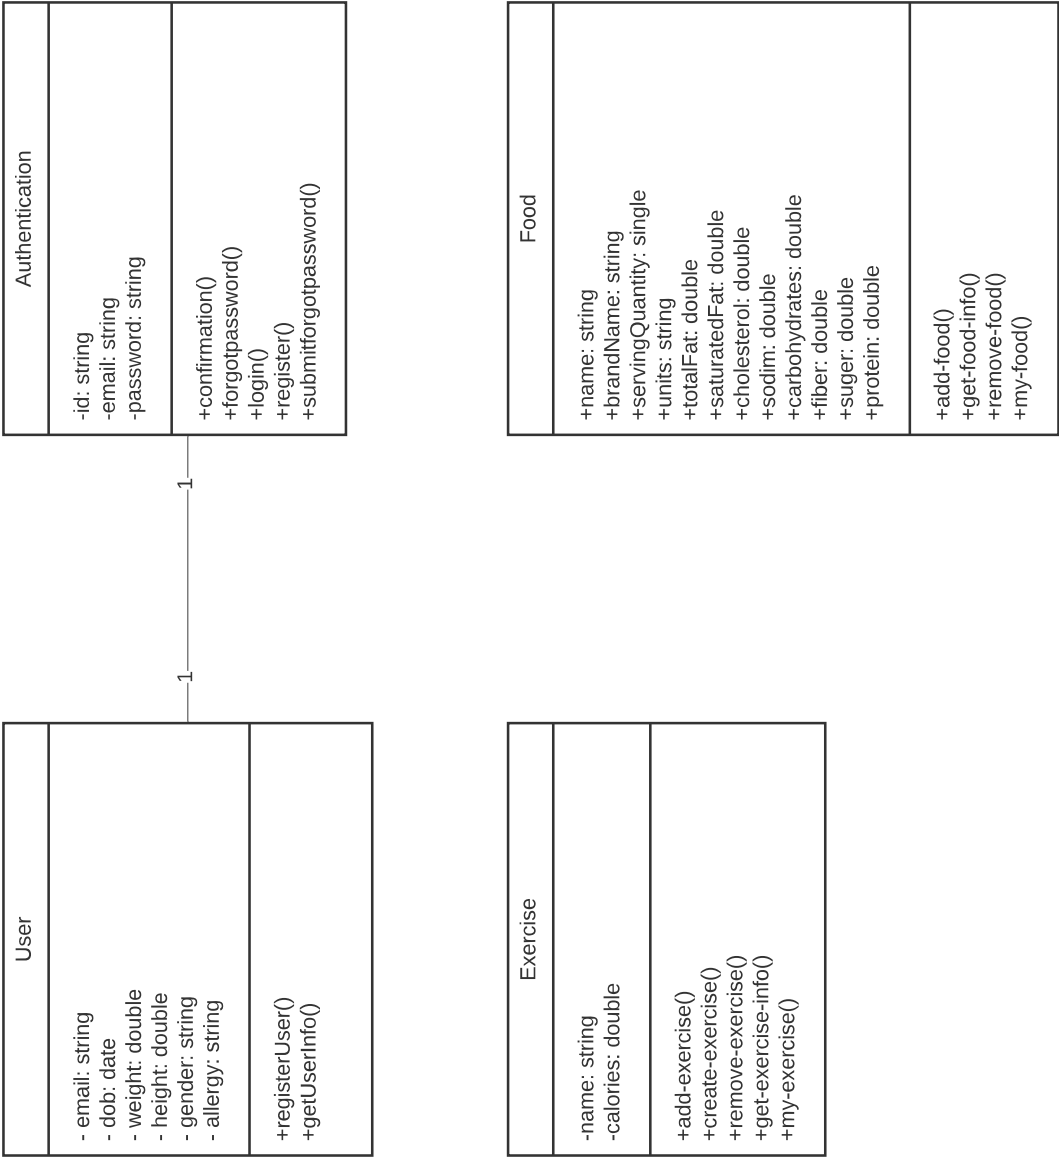 User
- email: string
- dob: date
- weight: double
- height: double
- gender: string
- allergy: string
+registerUser()
+getUserInfo()
1
1
Authentication
-id: string
-email: string
-password: string
+confirmation()
+forgotpassword()
+login()
+register()
+submitforgotpassword()
Exercise
-name: string
-calories: double
+add-exercise()
+create-exercise()
+remove-exercise()
+get-exercise-info()
+my-exercise()
Food
+name: string
+brandName: string
+servingQuantity: single
+units: string
+totalFat: double
+saturatedFat: double
+cholesterol: double
+sodim: double
+carbohydrates: double
+fiber: double
+suger: double
+protein: double
+add-food()
+get-food-info()
+remove-food()
+my-food()